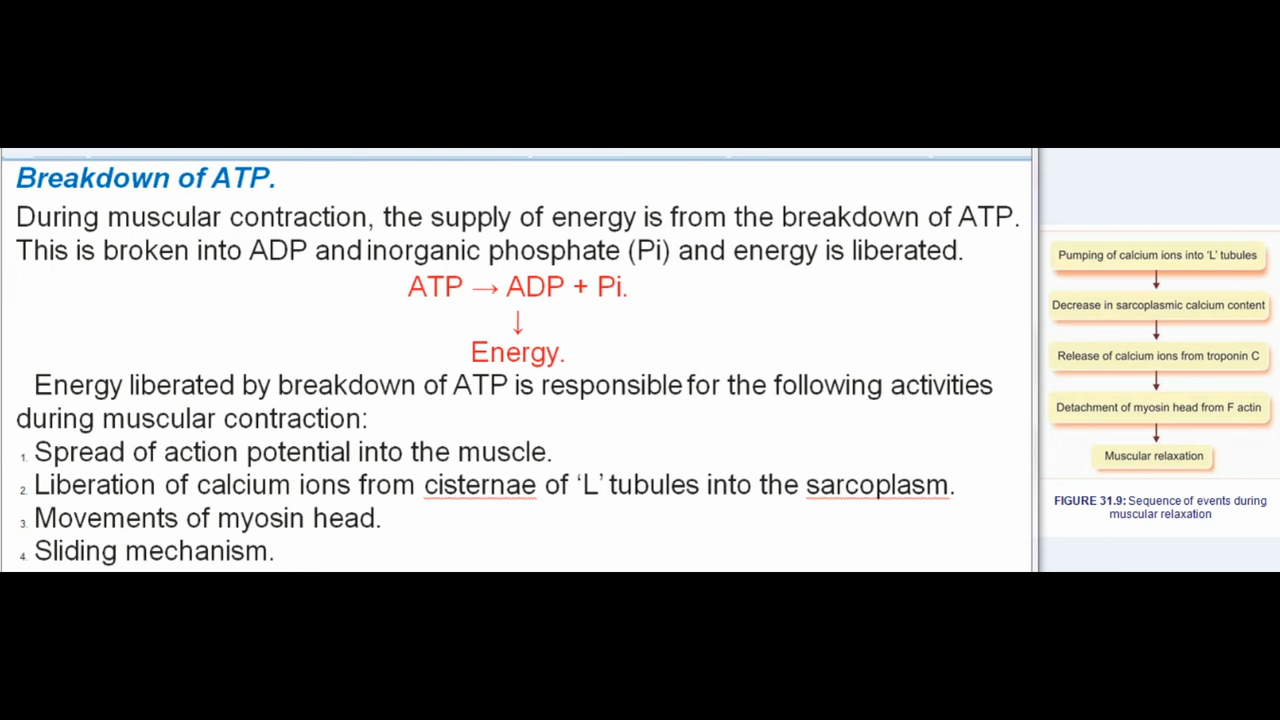 Breakdown of ATP.
During muscular contraction, the supply of energy is from the breakdown of ATP.
This is broken into ADP and inorganic phosphate (Pi) and energy is liberated.
ATP → ADP + Pi.
↓
Energy.
Energy liberated by breakdown of ATP is responsible for the following activities
during muscular contraction:
1. Spread of action potential into the muscle.
2. Liberation of calcium ions from cisternae of ‘L’ tubules into the sarcoplasm.
3. Movements of myosin head.
4. Sliding mechanism.
Pumping of calcium ions into ‘L’ tubules
Decrease in sarcoplasmic calcium content
Release of calcium ions from troponin C
Detachment of myosin head from F actin
Muscular relaxation
FIGURE 31.9: Sequence of events during
muscular relaxation